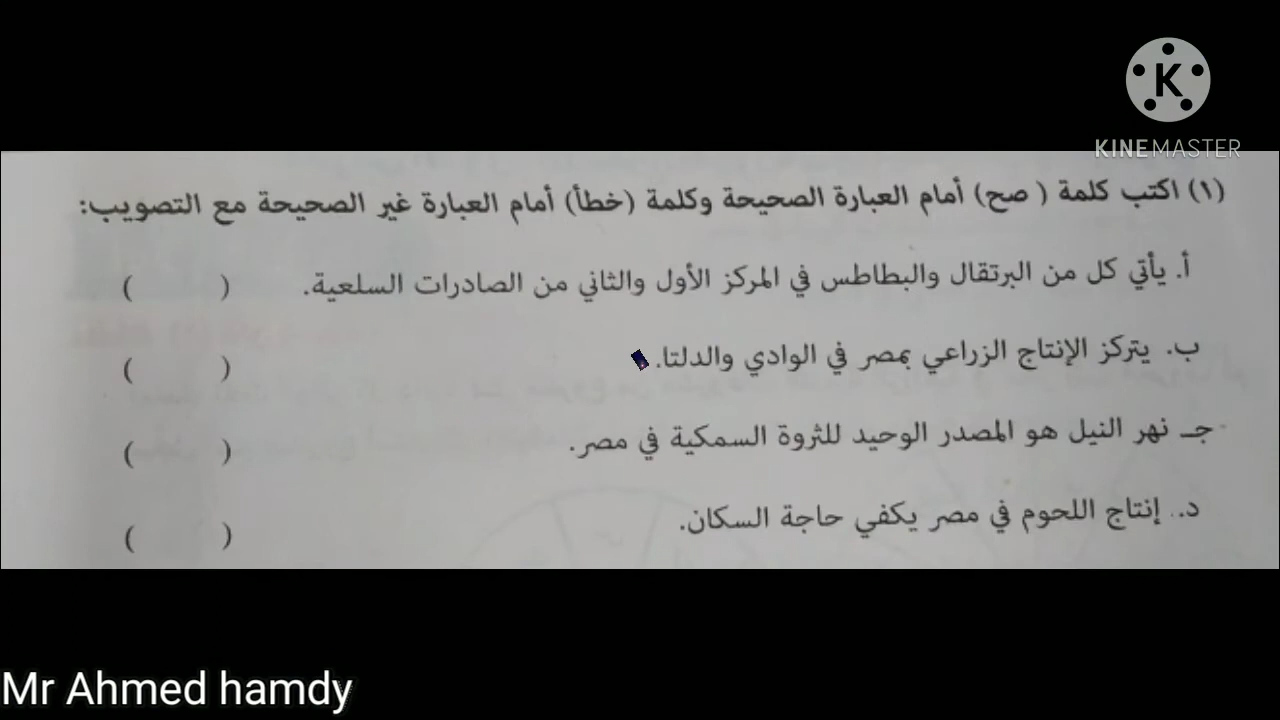 KINEMASTER
(١) اكتب كلمة ( صح) أمام العبارة الصحيحة وكلمة (خطأ) أمام العبارة غير الصحيحة مع التصويب:
أ. يأتي كل من البرتقال والبطاطس في المركز الأول والثاني من الصادرات السلعية. ( )
ب. يتركز الإنتاج الزراعي بمصر في الوادي والدلتا. ( )
جـ نهر النيل هو المصدر الوحيد للثروة السمكية في مصر. ( )
د. إنتاج اللحوم في مصر يكفي حاجة السكان. ( )
Mr Ahmed hamdy